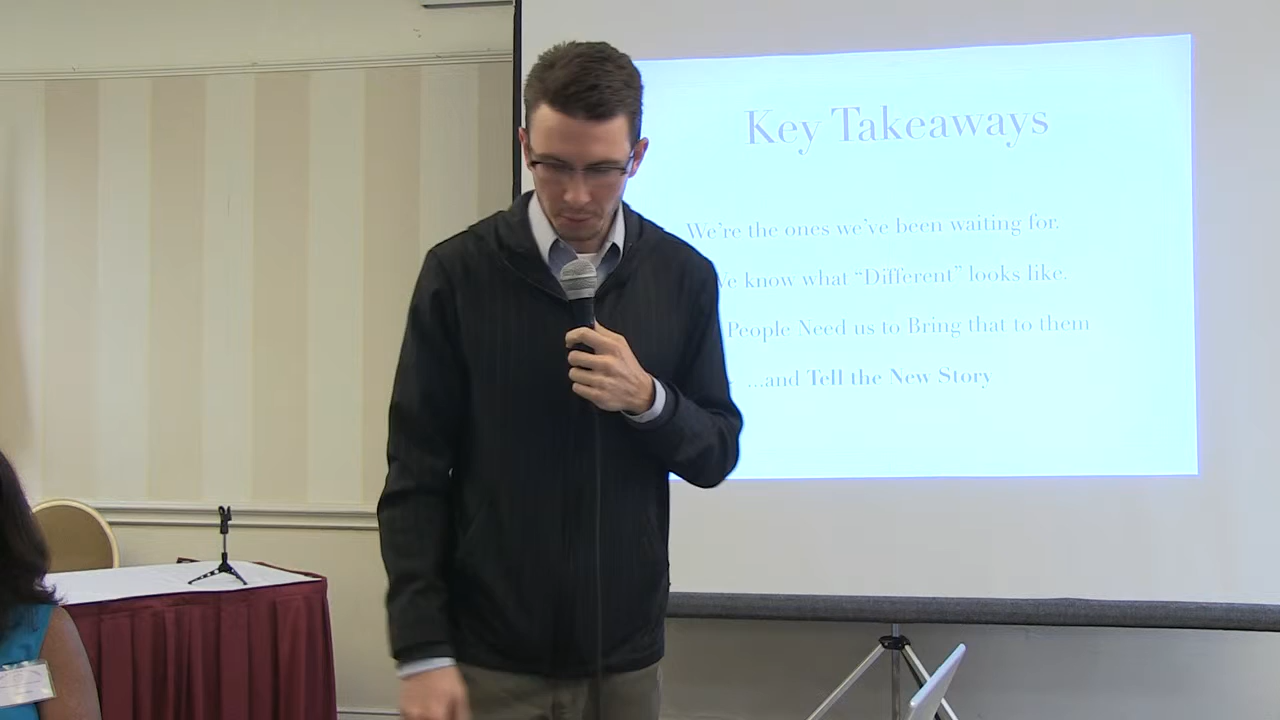 Key Takeaways
We're the ones we've been waiting for.
know what "Different" looks like.
People Need us to Bring that to them
...and Tell the New Story